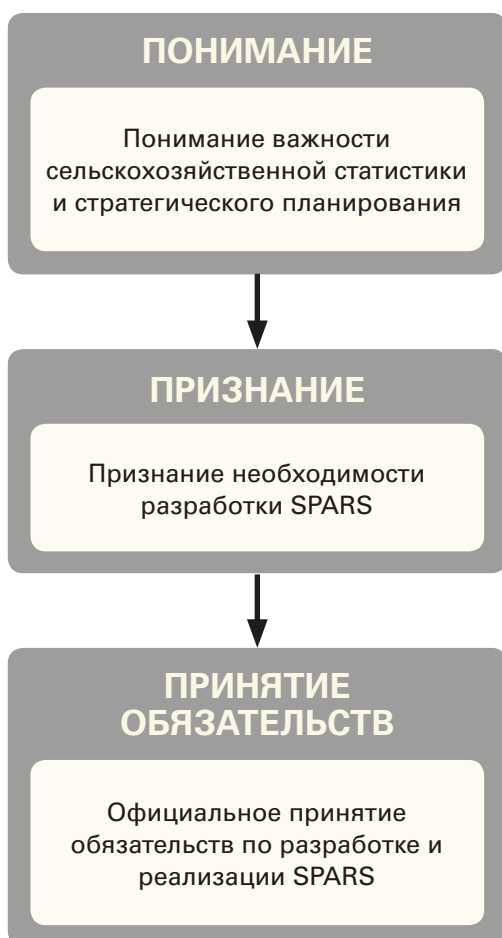 ПОНИМАНИЕ
Понимание важности
сельскохозяйственной статистики
и стратегического планирования
ПРИЗНАНИЕ
Признание необходимости
разработки SPARS
ПРИНЯТИЕ
ОБЯЗАТЕЛЬСТВ
Официальное принятие
обязательств по разработке и
реализации SPARS